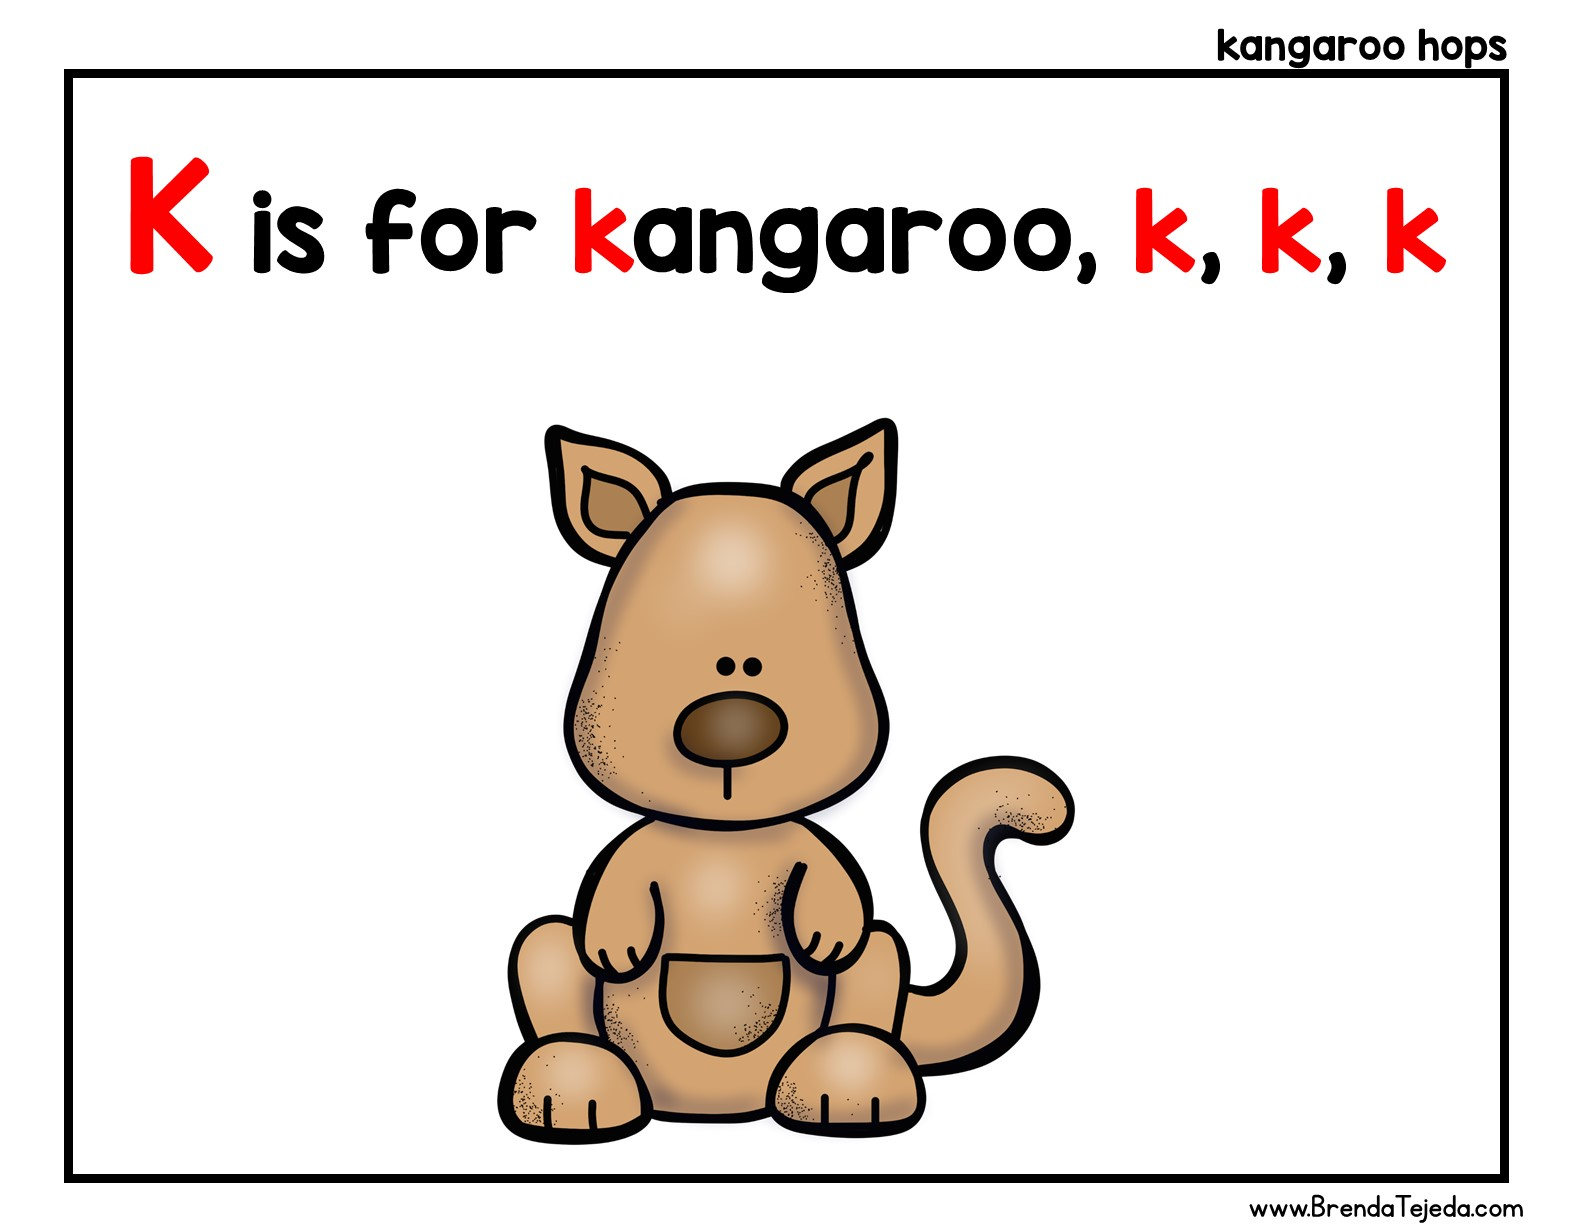 kangaroo hops
K is for kangaroo, k, k, k
www.BrendaTejeda.com